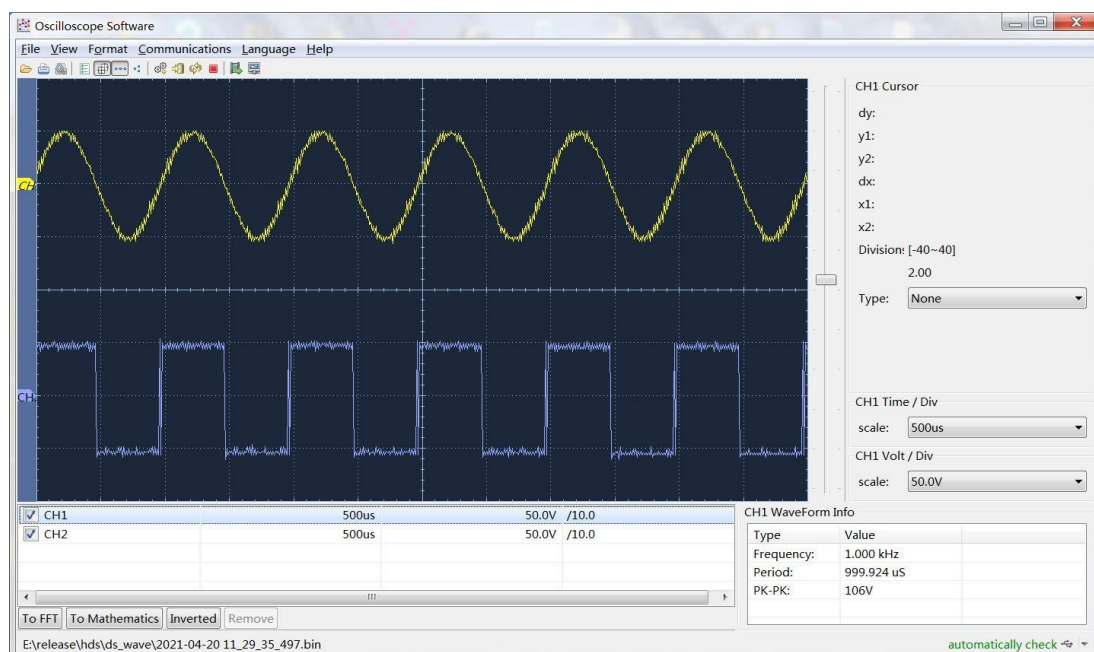 Oscilloscope Software
File View Format Communications Language Help
CH1 Cursor
dy:
y1:
y2:
dx:
x1:
x2:
Division: [-40~40]
2.00
Type: None
CH
CH
CH1 Time / Div
scale: 500us
CH1 Volt / Div
scale: 50.0V
CH1 500us 50.0V /10.0
CH2 500us 50.0V /10.0
CH1 WaveForm Info
Type Value
Frequency: 1.000 kHz
Period: 999.924 uS
PK-PK: 106V
To FFT To Mathematics Inverted Remove
E:\release\hds\ds_wave\2021-04-20 11_29_35_497.bin
automatically check